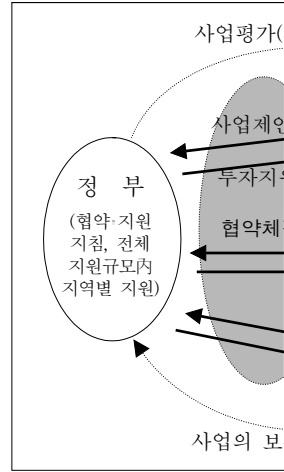 사업평가(
사업제안
투자지원
정 부
(협약·지원
지침, 전체
지원규모內
지역별 지원)
협약체결
사업의 보